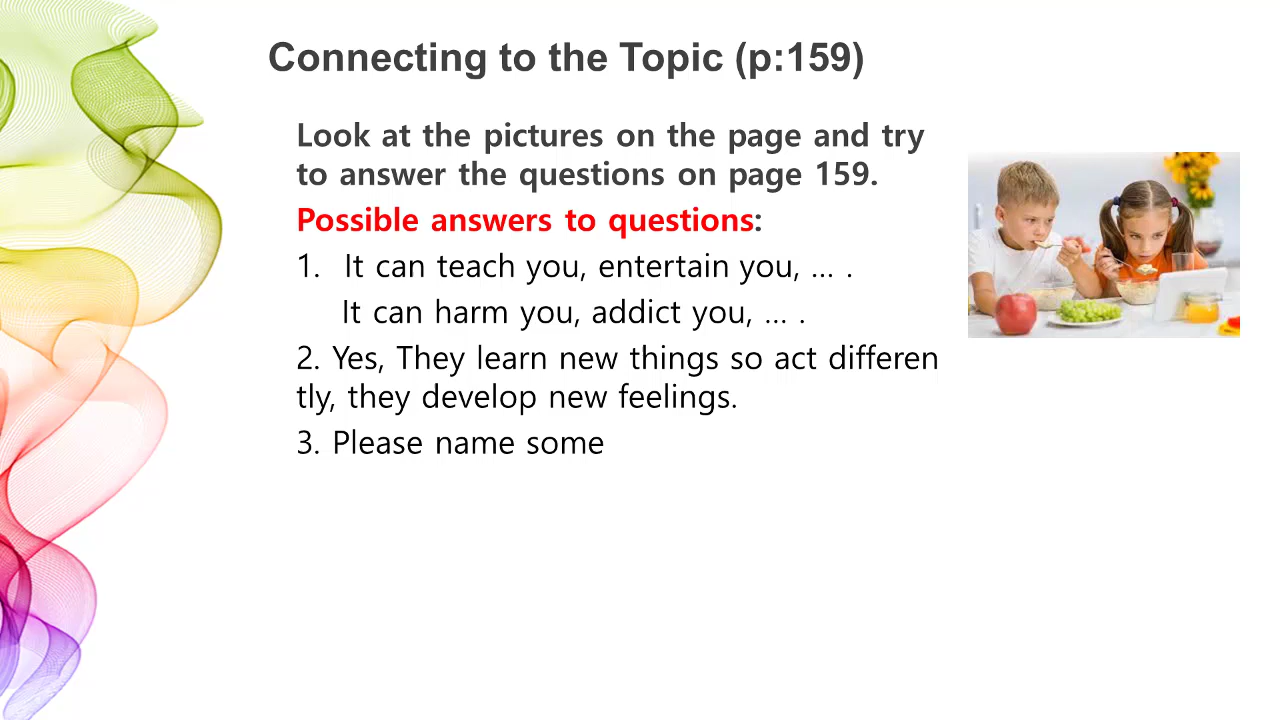 Connecting to the Topic (p:159)
Look at the pictures on the page and try
to answer the questions on page 159.
Possible answers to questions:
1. It can teach you, entertain you, ... .
It can harm you, addict you, ... .
2. Yes, They learn new things so act differen
tly, they develop new feelings.
3. Please name some